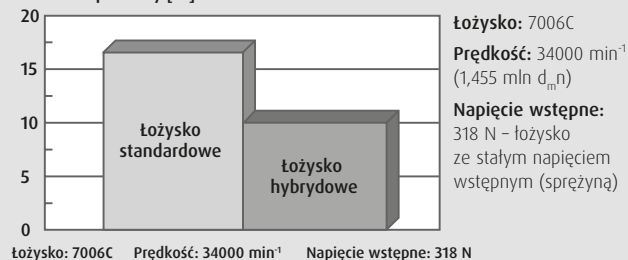 20
15
10
5
0
Łożysko
standardowe
Łożysko
hybrydowe
Łożysko: 7006C
Prędkość: 34000 min⁻¹
(1,455 mln dₘn)
Napięcie wstępne:
318 N – łożysko
ze stałym napięciem
wstępnym (sprężyną)
Łożysko: 7006C Prędkość: 34000 min⁻¹ Napięcie wstępne: 318 N